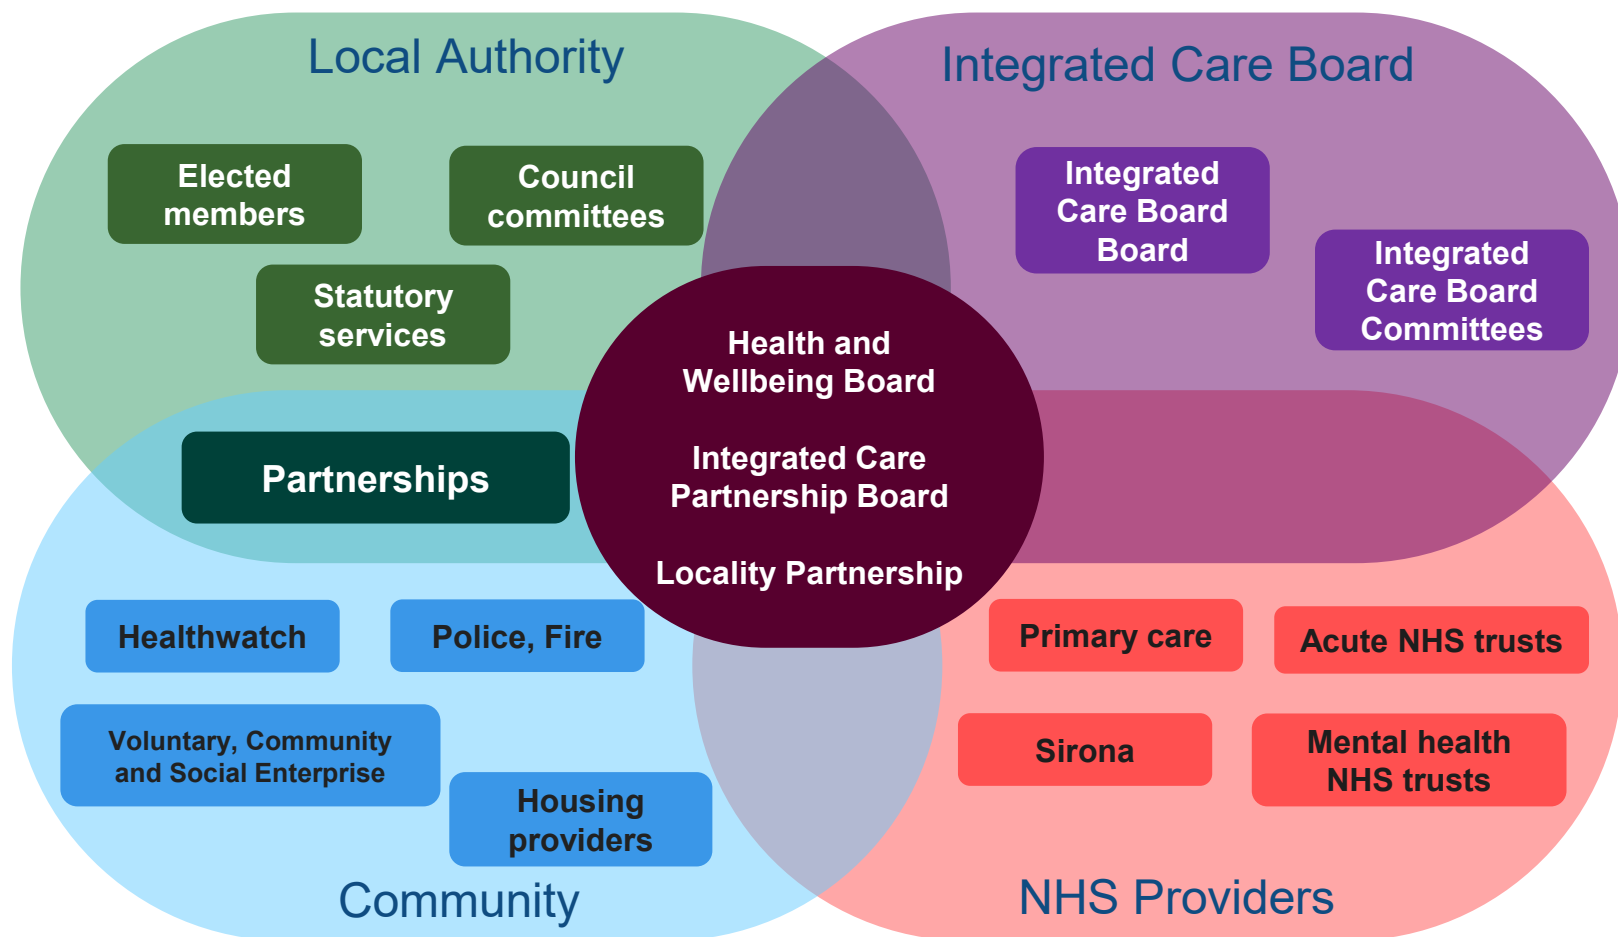 Local Authority
Integrated Care Board
Elected
members
Council
committees
Statutory
services
Integrated
Care Board
Board
Integrated
Care Board
Committees
Health and
Wellbeing Board
Integrated Care
Partnership Board
Locality Partnership
Partnerships
Healthwatch
Police, Fire
Voluntary, Community
and Social Enterprise
Housing
providers
Primary care
Acute NHS trusts
Sirona
Mental health
NHS trusts
Community
NHS Providers